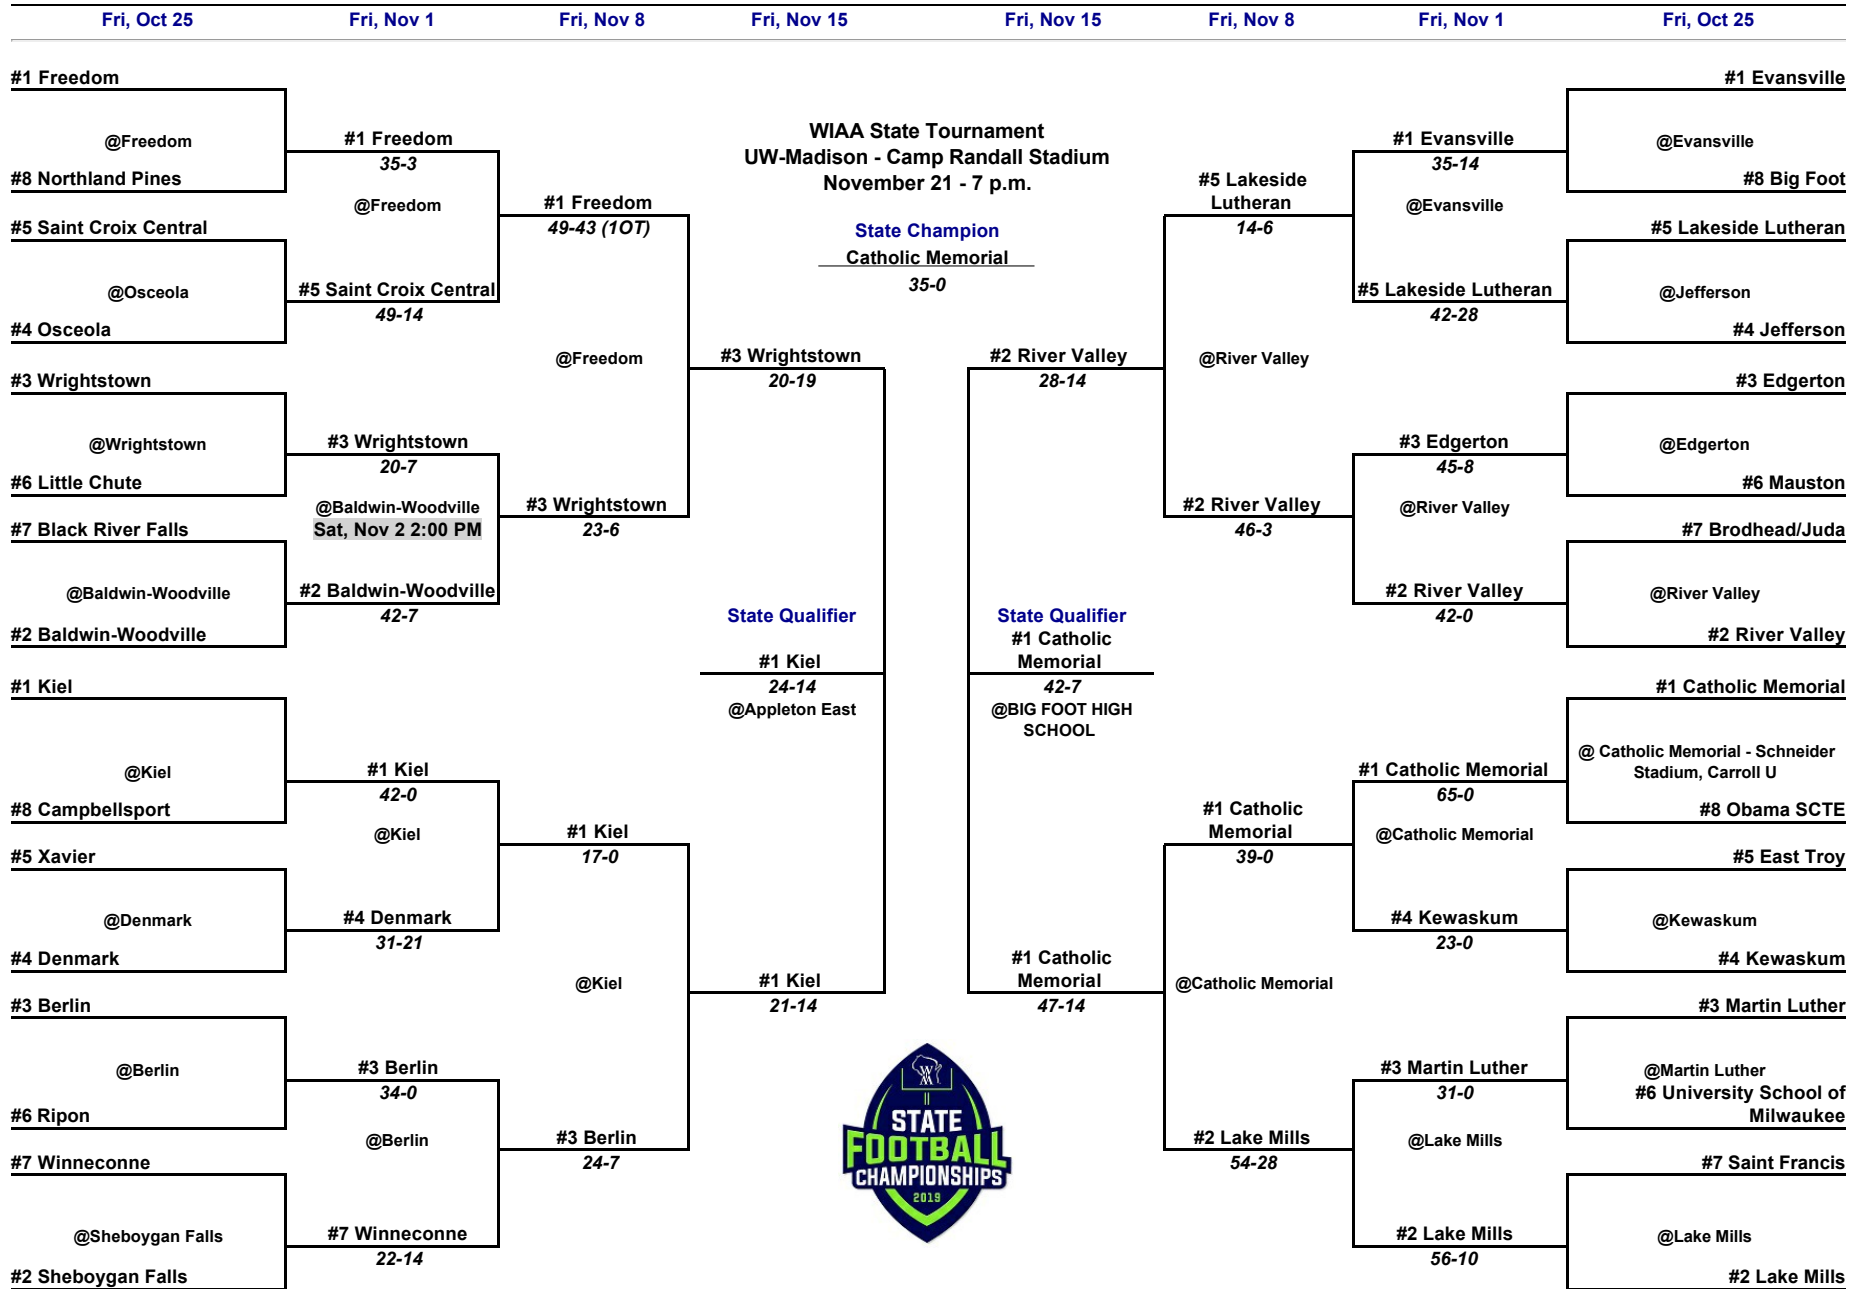 Fri, Oct 25 Fri, Nov 1 Fri, Nov 8 Fri, Nov 15 Fri, Nov 15 Fri, Nov 8 Fri, Nov 1 Fri, Oct 25
#1 Freedom
@Freedom
#8 Northland Pines
#5 Saint Croix Central
@Osceola
#4 Osceola
#3 Wrightstown
@Wrightstown
#6 Little Chute
#7 Black River Falls
@Baldwin-Woodville
#2 Baldwin-Woodville
#1 Kiel
@Kiel
#8 Campbellsport
#5 Xavier
@Denmark
#4 Denmark
#3 Berlin
@Berlin
#6 Ripon
#7 Winneconne
@Sheboygan Falls
#2 Sheboygan Falls
#1 Freedom
35-3
@Freedom
#5 Saint Croix Central
49-14
#3 Wrightstown
20-7
@Baldwin-Woodville
Sat, Nov 2 2:00 PM
#2 Baldwin-Woodville
42-7
#1 Kiel
42-0
@Kiel
#4 Denmark
31-21
#3 Berlin
34-0
@Berlin
#7 Winneconne
22-14
#1 Freedom
49-43 (1OT)
@Freedom
#3 Wrightstown
23-6
#1 Kiel
17-0
@Kiel
#3 Berlin
24-7
#3 Wrightstown
20-19
State Qualifier
#1 Kiel
24-14
@Appleton East
#1 Kiel
21-14
WIAA State Tournament
UW-Madison - Camp Randall Stadium
November 21 - 7 p.m.
State Champion
Catholic Memorial
35-0
WIAA
STATE
FOOTBALL
CHAMPIONSHIPS
2019
#2 River Valley
28-14
State Qualifier
#1 Catholic
Memorial
42-7
@BIG FOOT HIGH
SCHOOL
#1 Catholic
Memorial
47-14
#5 Lakeside
Lutheran
14-6
@River Valley
#2 River Valley
46-3
#1 Catholic
Memorial
39-0
@Catholic Memorial
#2 Lake Mills
54-28
#1 Evansville
35-14
@Evansville
#5 Lakeside Lutheran
42-28
#3 Edgerton
45-8
@River Valley
#2 River Valley
42-0
#1 Catholic Memorial
65-0
@Catholic Memorial
#4 Kewaskum
23-0
#3 Martin Luther
31-0
@Lake Mills
#2 Lake Mills
56-10
#1 Evansville
@Evansville
#8 Big Foot
#5 Lakeside Lutheran
@Jefferson
#4 Jefferson
#3 Edgerton
@Edgerton
#6 Mauston
#7 Brodhead/Juda
@River Valley
#2 River Valley
#1 Catholic Memorial
@ Catholic Memorial - Schneider
Stadium, Carroll U
#8 Obama SCTE
#5 East Troy
@Kewaskum
#4 Kewaskum
#3 Martin Luther
@Martin Luther
#6 University School of
Milwaukee
#7 Saint Francis
@Lake Mills
#2 Lake Mills